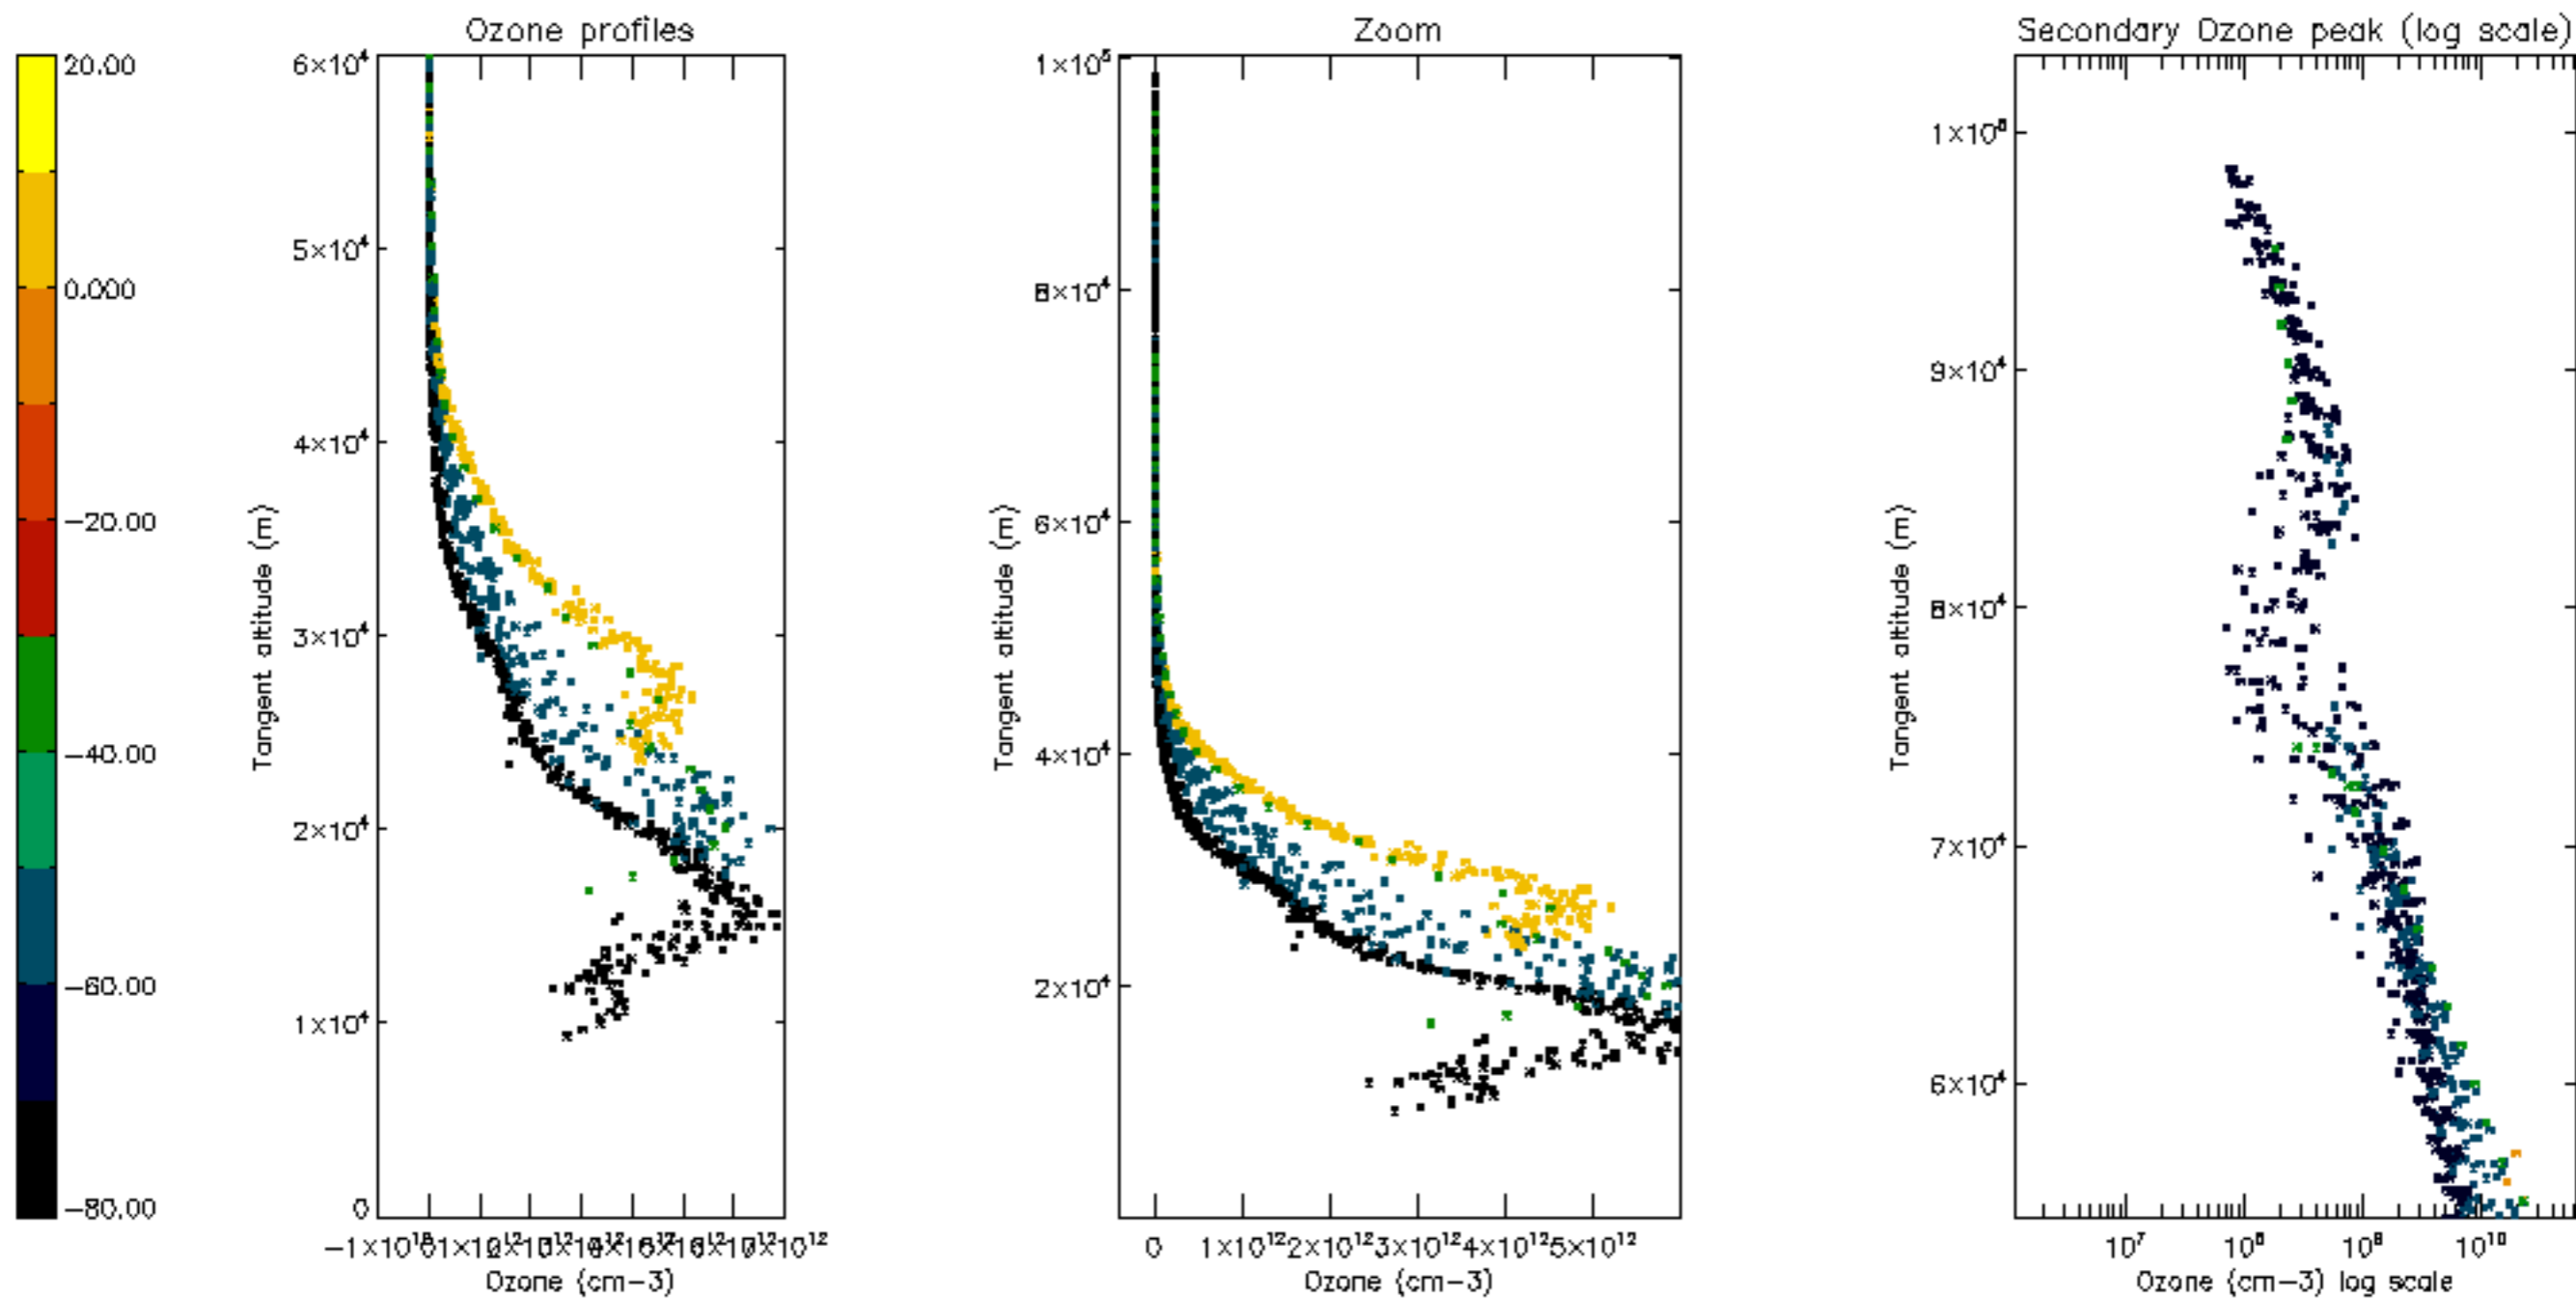 Ozone profiles
Zoom
Secondary Ozone peak (log scale)
20.00
0.000
−20.00
−40.00
−60.00
−80.00
6×10⁴
5×10⁴
4×10⁴
3×10⁴
2×10⁴
1×10⁴
0
Tangent altitude (m)
Ozone (cm−3)
1×10⁵
8×10⁴
6×10⁴
4×10⁴
2×10⁴
Tangent altitude (m)
0 1×10¹² 2×10¹² 3×10¹² 4×10¹² 5×10¹²
Ozone (cm−3)
9×10⁴
8×10⁴
7×10⁴
6×10⁴
Tangent altitude (m)
10⁷ 10⁸ 10⁹ 10¹⁰
Ozone (cm−3) log scale